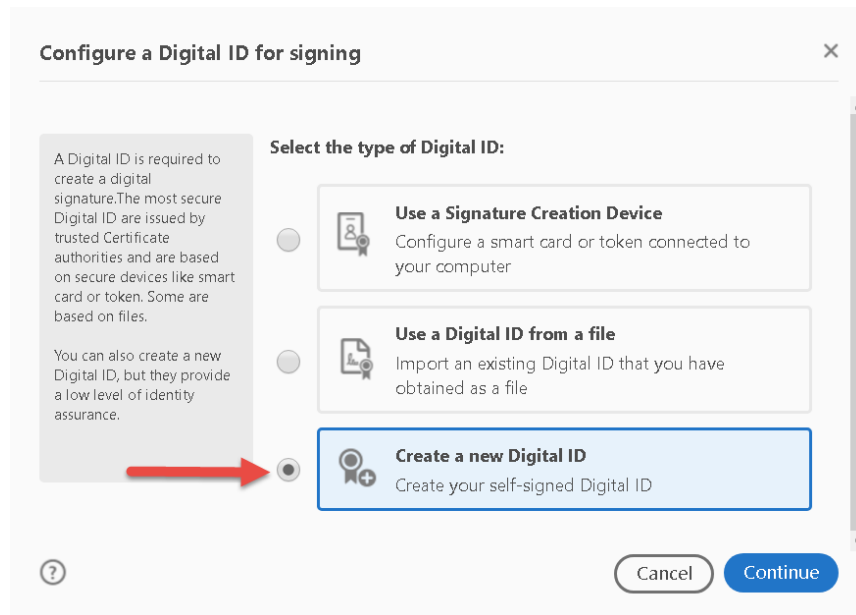 Configure a Digital ID for signing
A Digital ID is required to
create a digital
signature.The most secure
Digital ID are issued by
trusted Certificate
authorities and are based
on secure devices like smart
card or token. Some are
based on files.
You can also create a new
Digital ID, but they provide
a low level of identity
assurance.
Select the type of Digital ID:
Use a Signature Creation Device
Configure a smart card or token connected to
your computer
Use a Digital ID from a file
Import an existing Digital ID that you have
obtained as a file
Create a new Digital ID
Create your self-signed Digital ID
?
Cancel
Continue